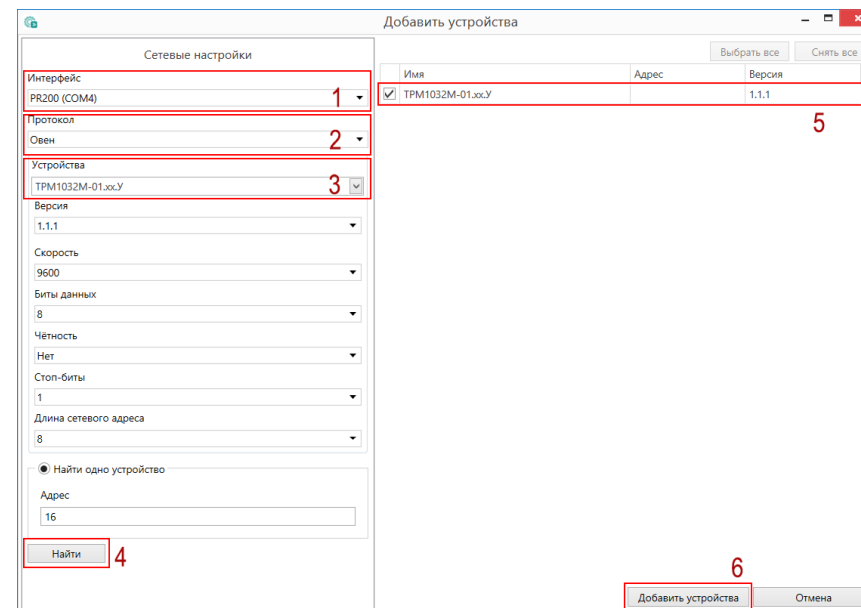 Добавить устройства
Сетевые настройки
Интерфейс
PR200 (COM4)
1
Протокол
Овен
2
Устройства
ТРМ1032М-01.xx.У
3
Версия
1.1.1
Скорость
9600
Биты данных
8
Чётность
Нет
Стоп-биты
1
Длина сетевого адреса
8
Найти одно устройство
Адрес
16
Найти
4
Выбрать все Снять все
Имя Адрес Версия
ТРМ1032М-01.xx.У 1.1.1
5
6
Добавить устройства Отмена